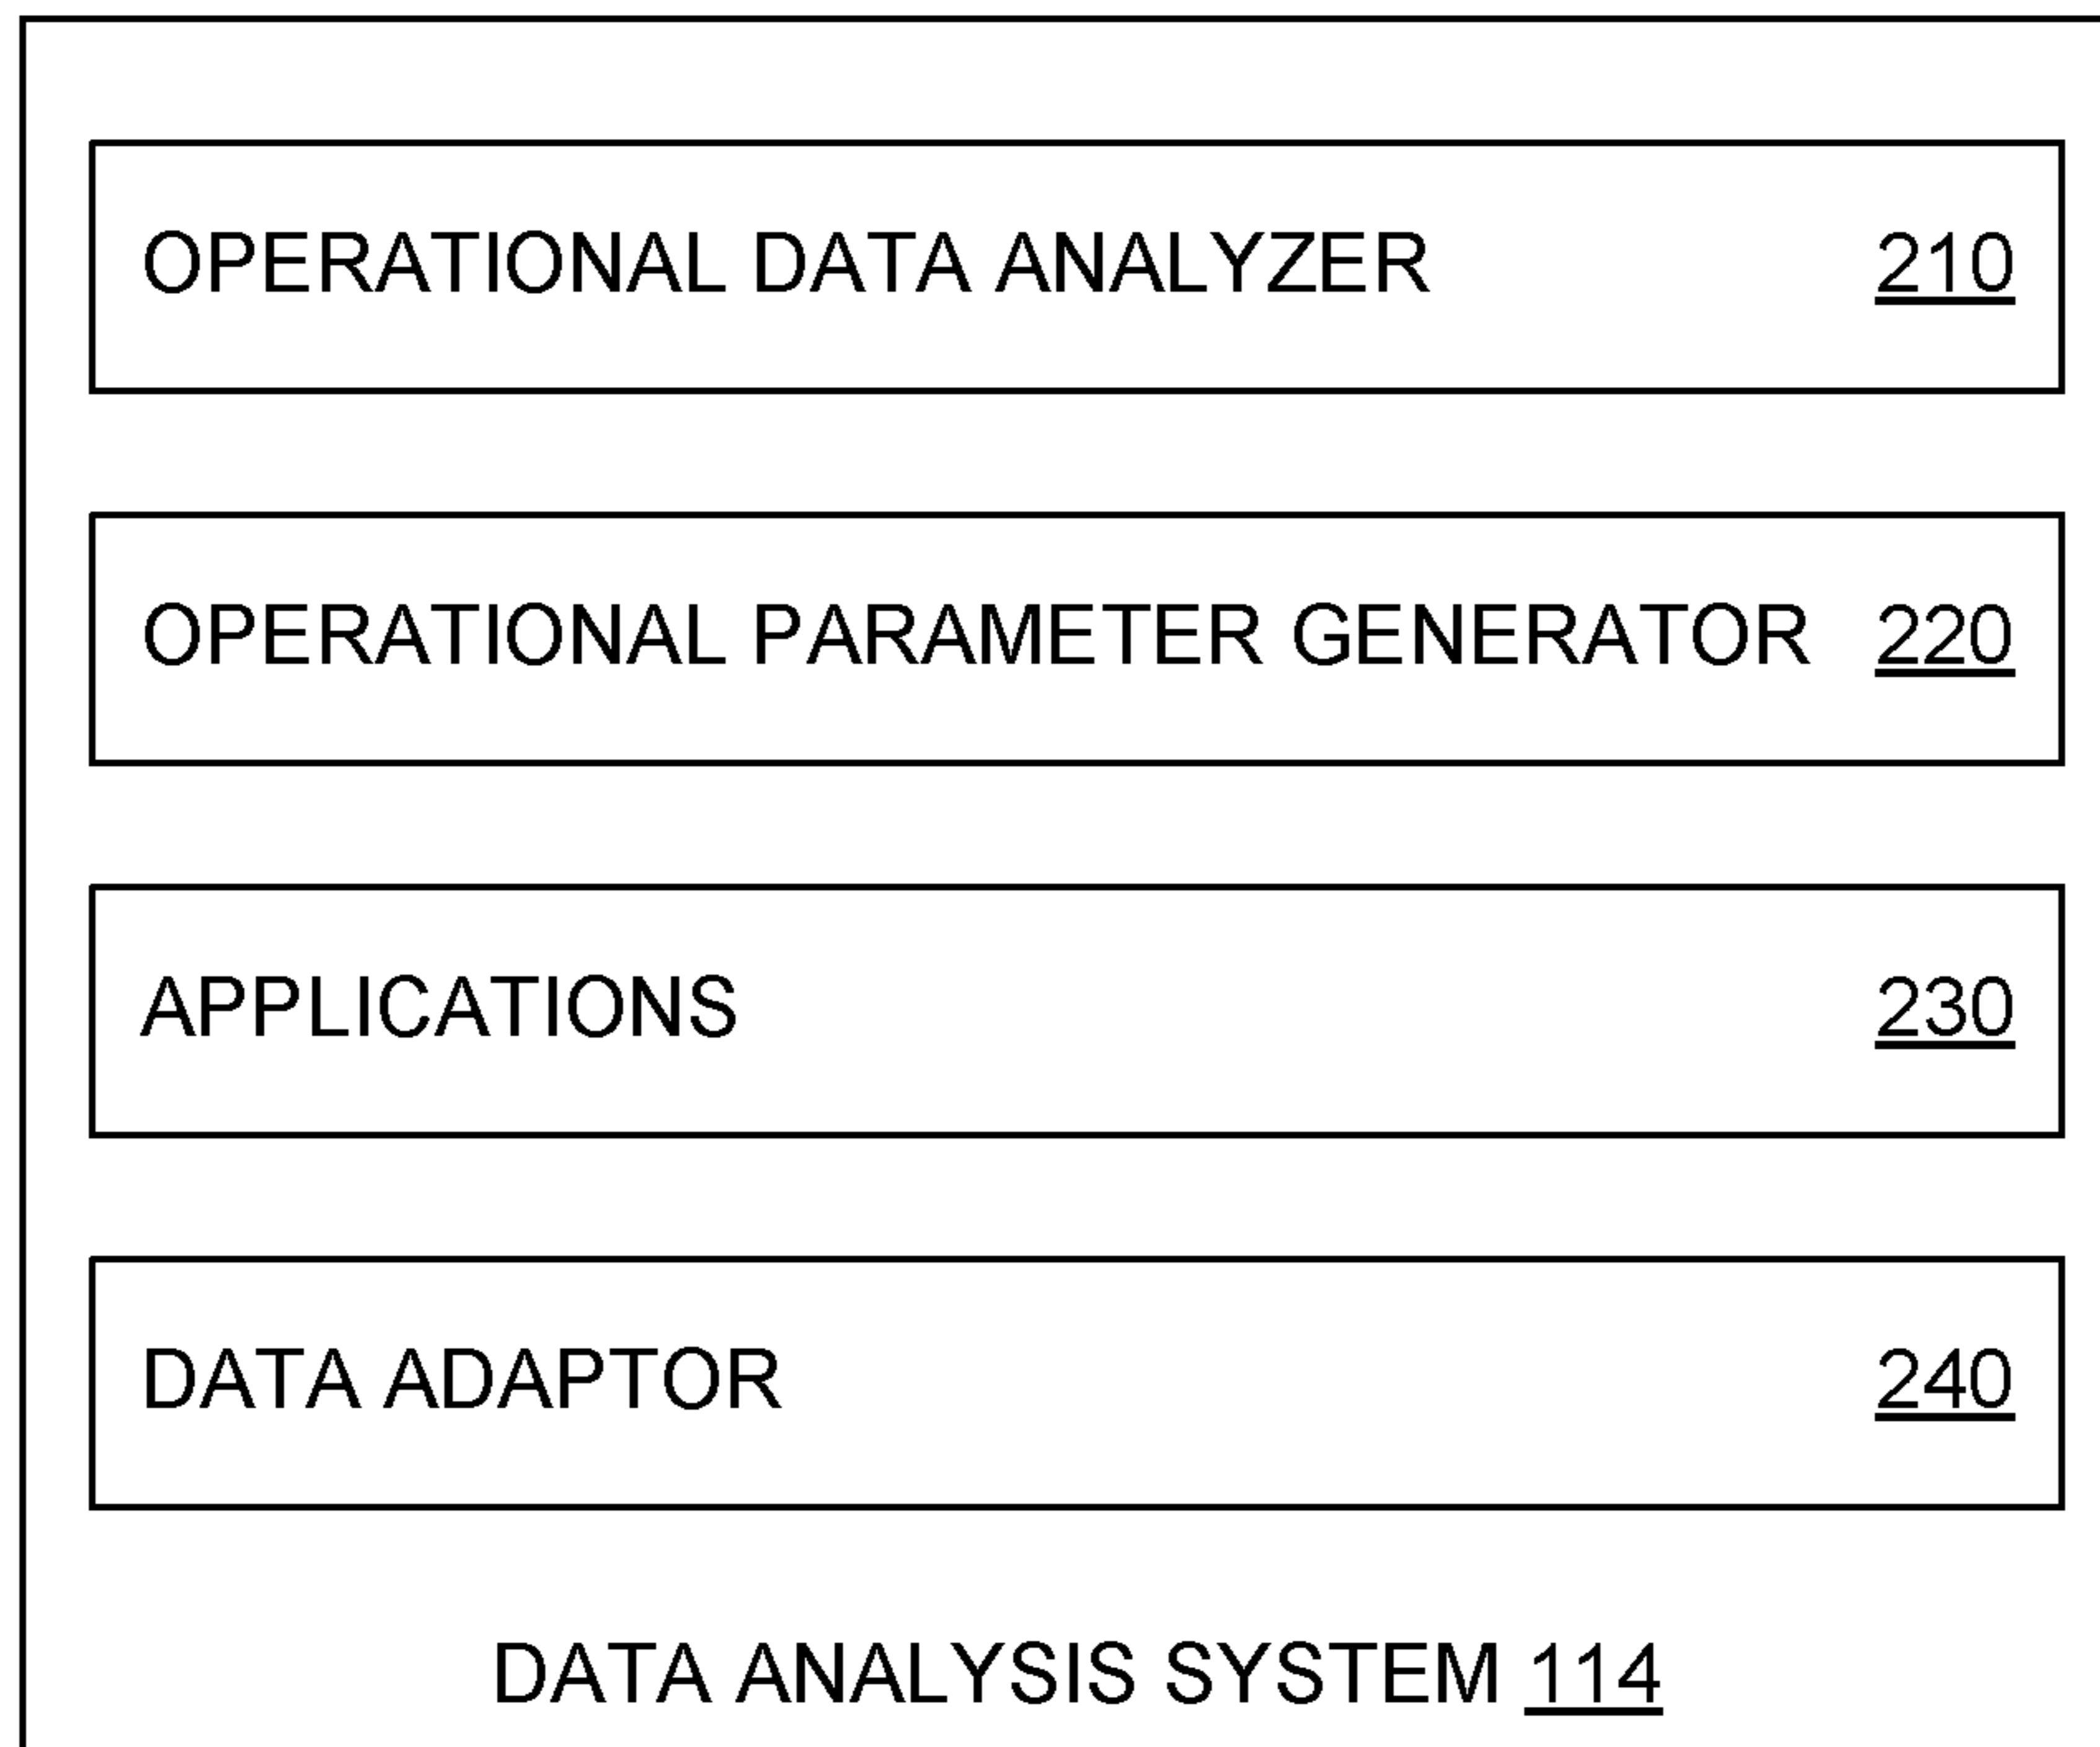 OPERATIONAL DATA ANALYZER 210
OPERATIONAL PARAMETER GENERATOR 220
APPLICATIONS 230
DATA ADAPTOR 240
DATA ANALYSIS SYSTEM 114